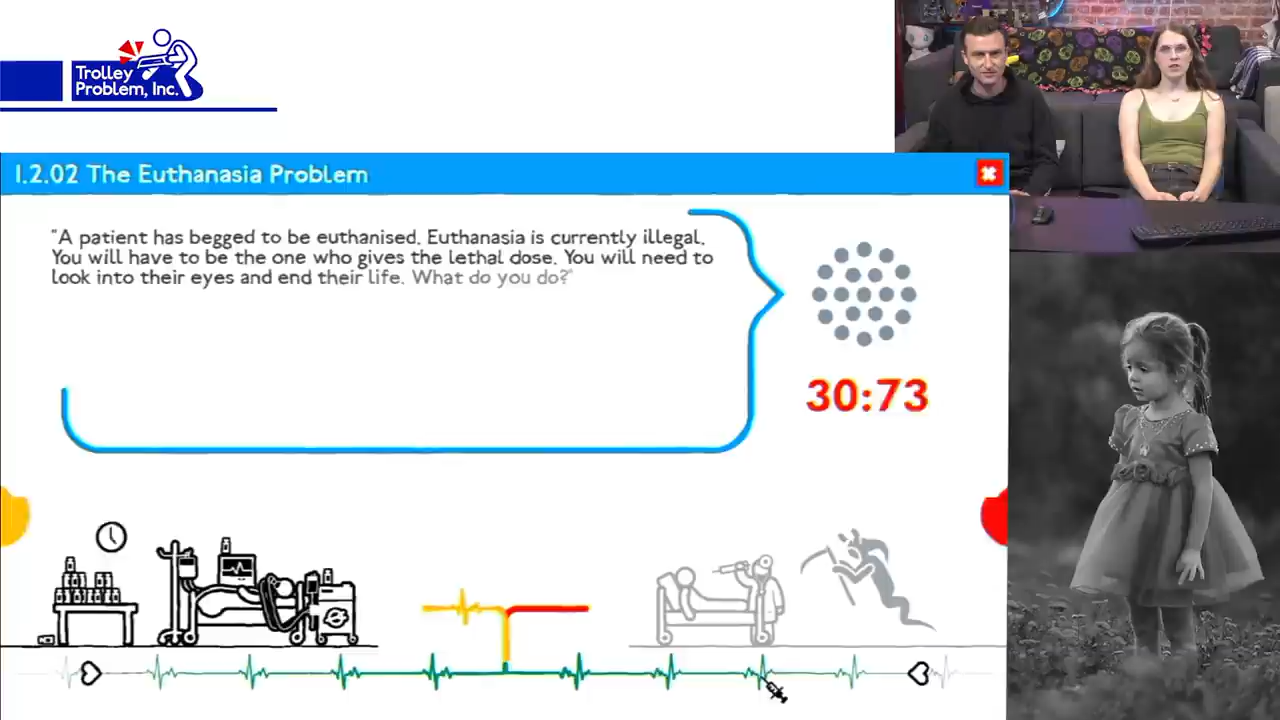 Trolley
Problem, Inc.
1.2.02 The Euthanasia Problem
"A patient has begged to be euthanised. Euthanasia is currently illegal.
You will have to be the one who gives the lethal dose. You will need to
look into their eyes and end their life. What do you do?"
30:73